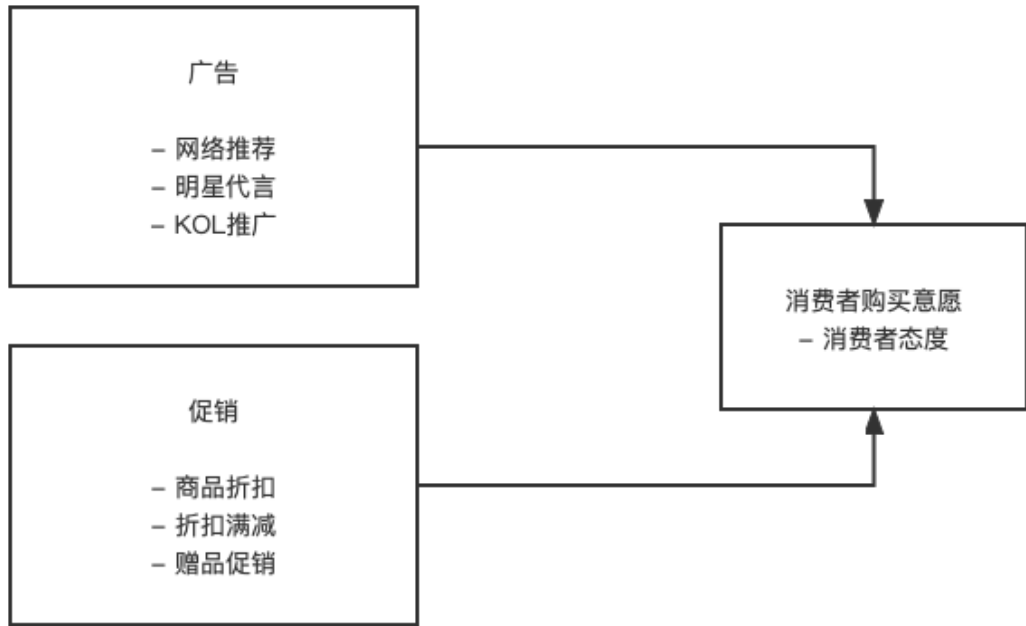 广告
– 网络推荐
– 明星代言
– KOL推广
消费者购买意愿
– 消费者态度
促销
– 商品折扣
– 折扣满减
– 赠品促销